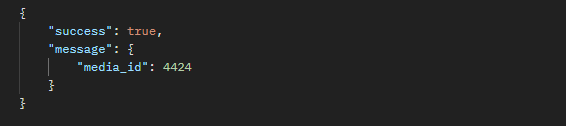 {
"success": true,
"message": {
"media_id": 4424
}
}